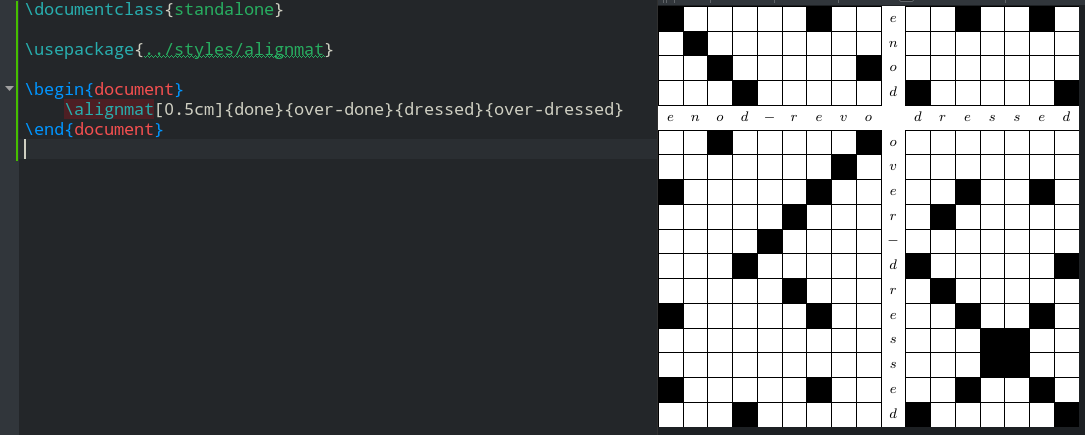 \documentclass{standalone}
\usepackage{../styles/alignmat}
\begin{document}
\alignmat[0.5cm]{done}{over-done}{dressed}{over-dressed}
\end{document}
e
n
o
d
e n o d - r e v o d r e s s e d
o
v
e
r
-
d
r
e
s
s
e
d